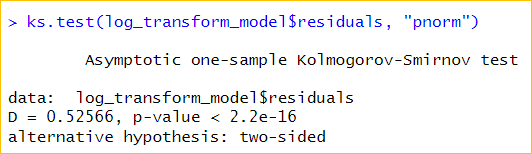 > ks.test(log_transform_model$residuals, "pnorm")
Asymptotic one-sample Kolmogorov-Smirnov test
data:  log_transform_model$residuals
D = 0.52566, p-value < 2.2e-16
alternative hypothesis: two-sided